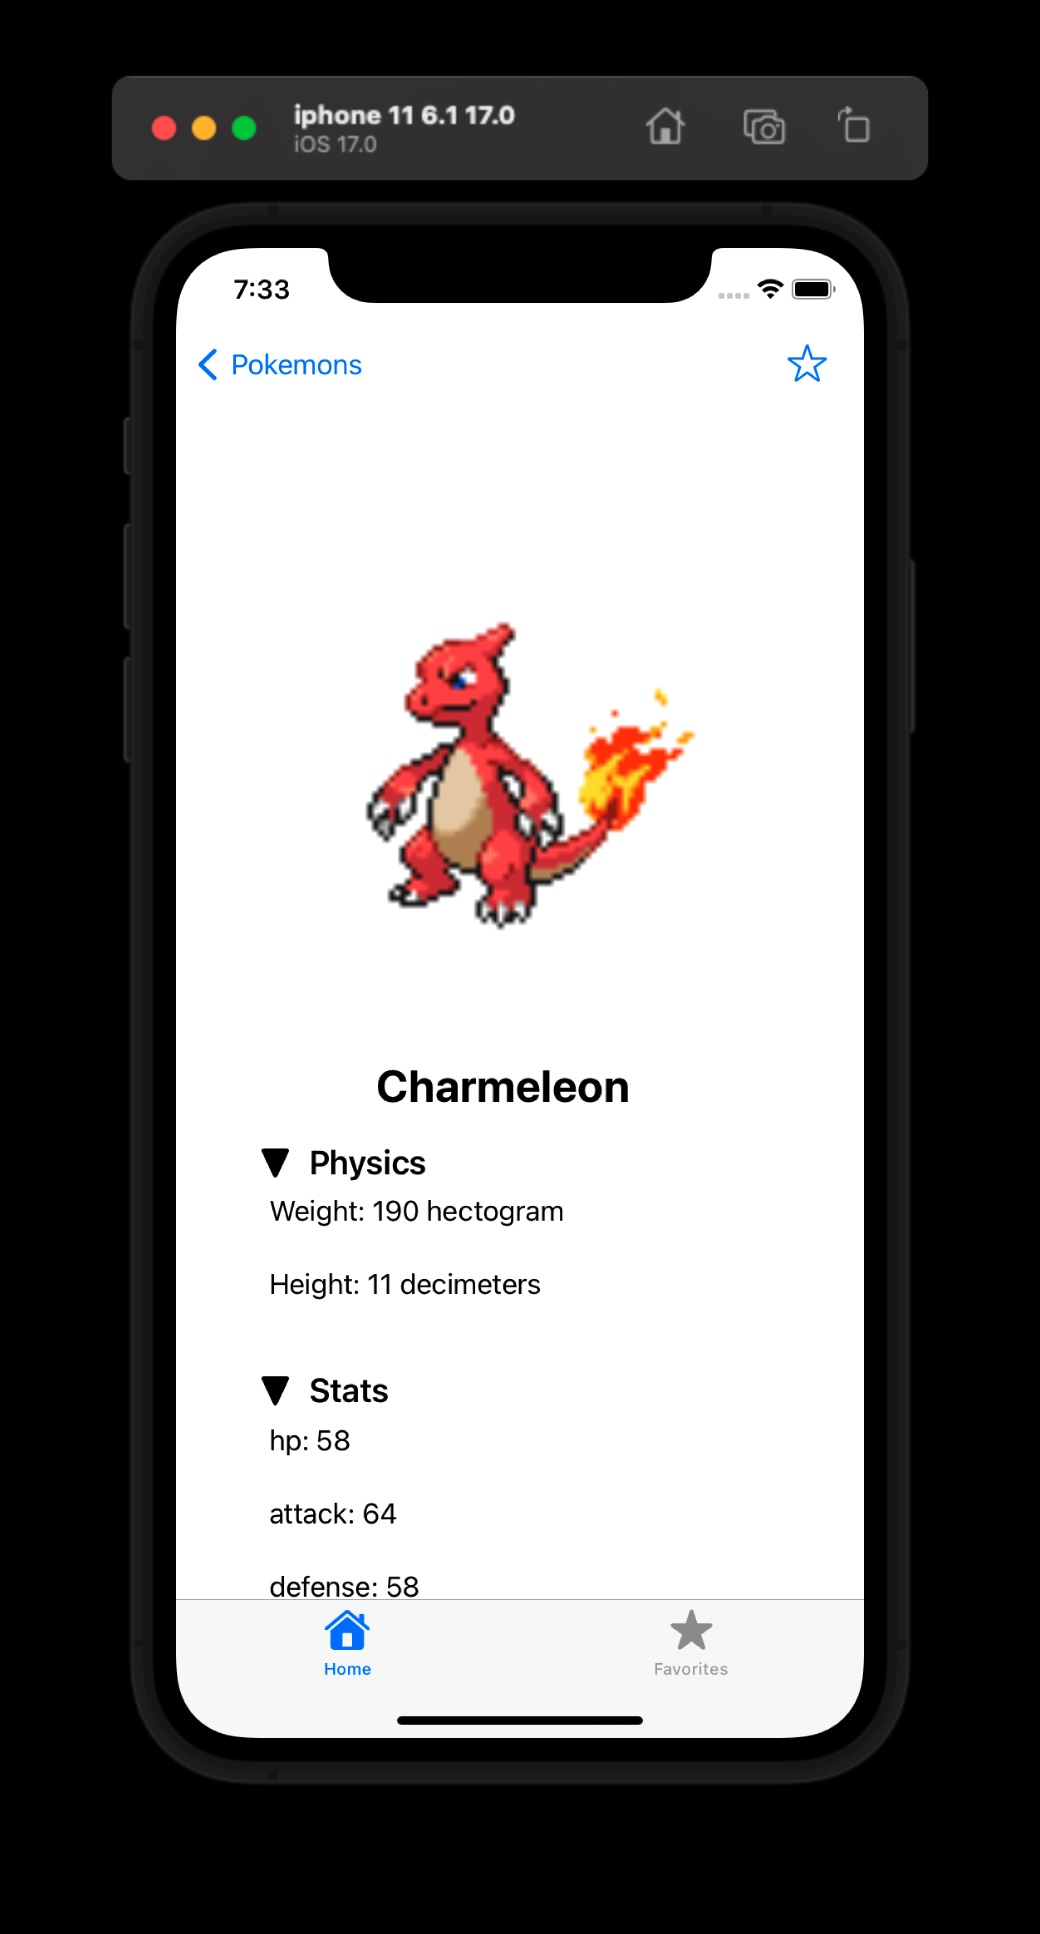 iphone 11 6.1 17.0
iOS 17.0
7:33
Pokemons
Charmeleon
Physics
Weight: 190 hectogram
Height: 11 decimeters
Stats
hp: 58
attack: 64
defense: 58
Home
Favorites